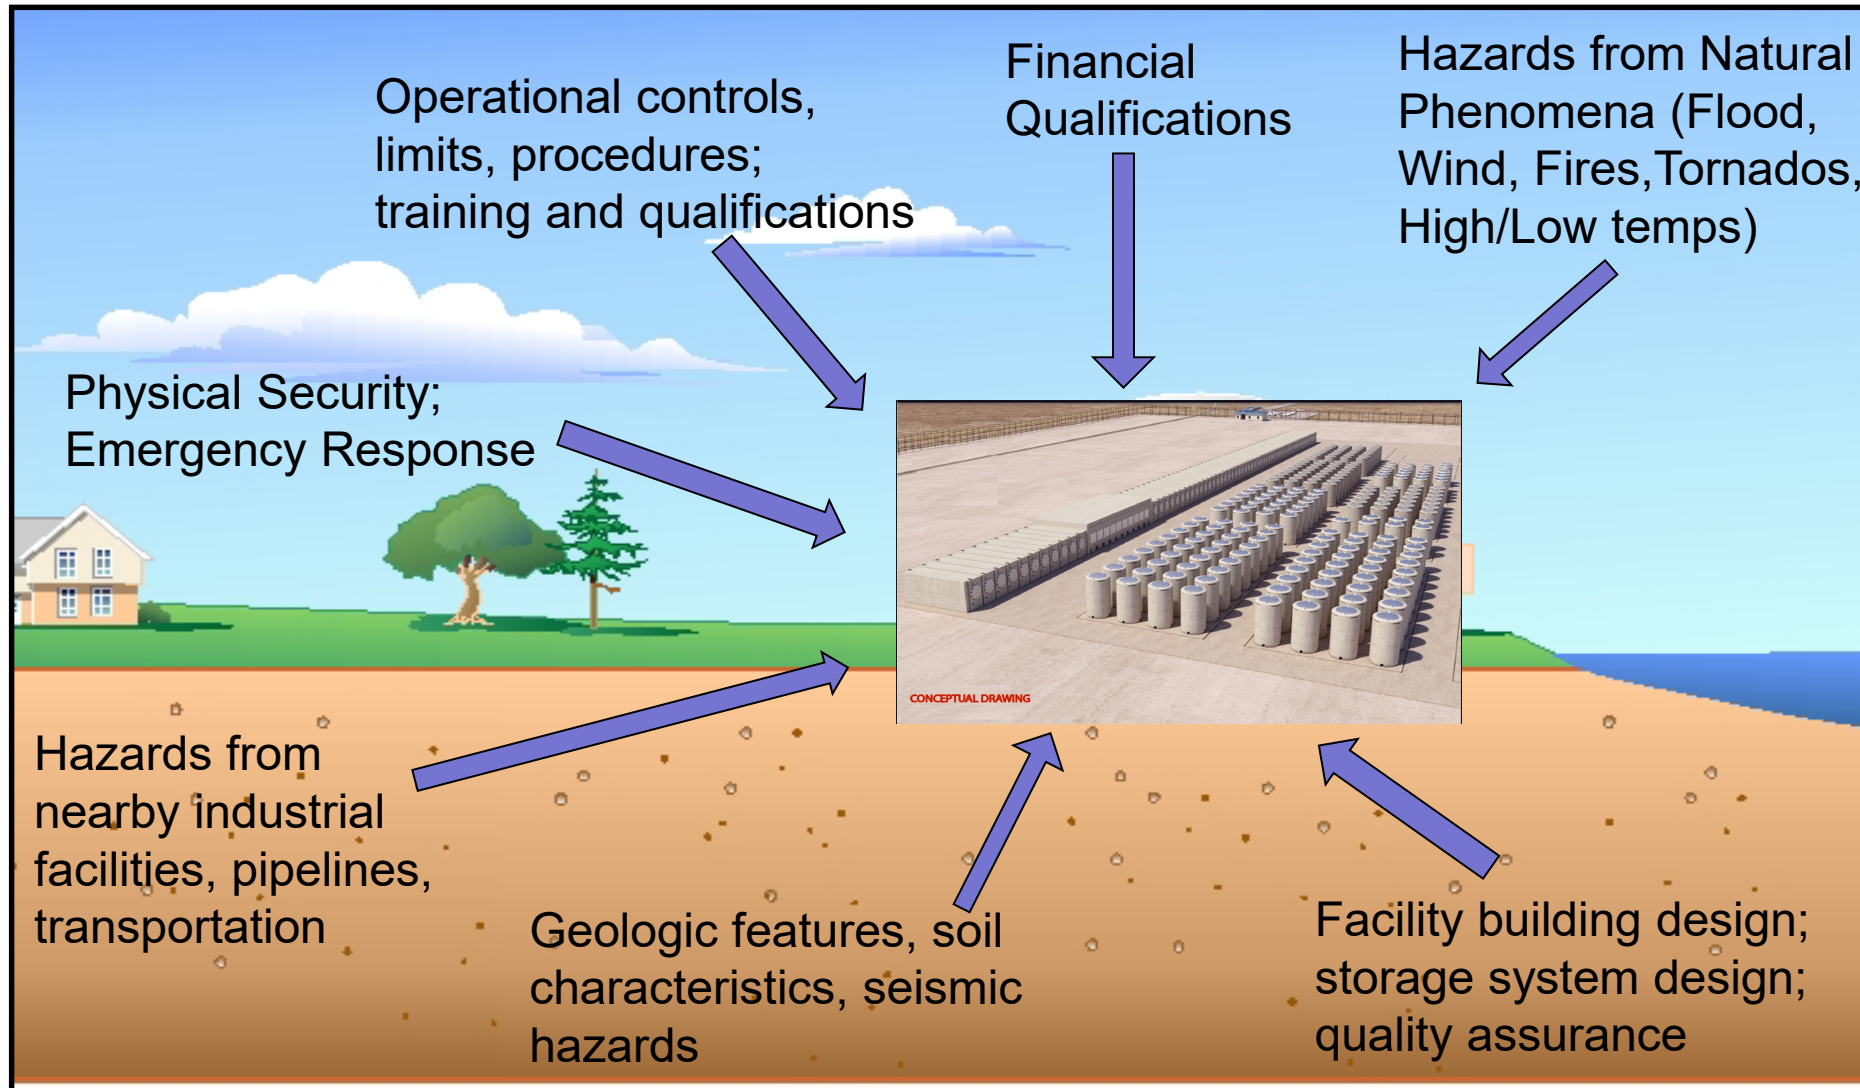 Operational controls,
limits, procedures;
training and qualifications
Financial
Qualifications
Hazards from Natural
Phenomena (Flood,
Wind, Fires,Tornados,
High/Low temps)
Physical Security;
Emergency Response
CONCEPTUAL DRAWING
Hazards from
nearby industrial
facilities, pipelines,
transportation
Geologic features, soil
characteristics, seismic
hazards
Facility building design;
storage system design;
quality assurance